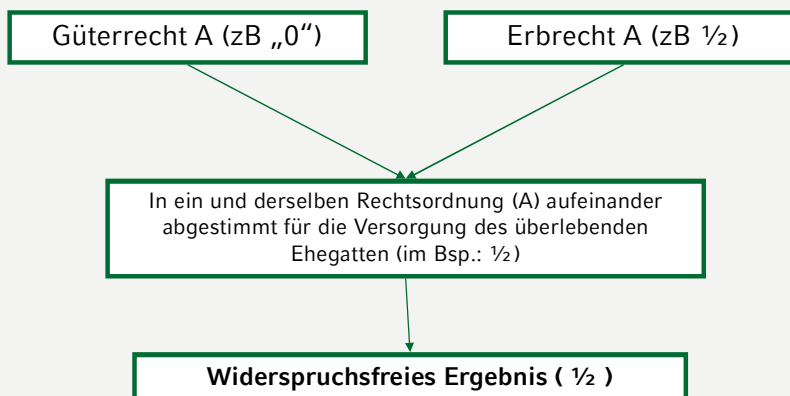 Güterrecht A (zB „0“)
Erbrecht A (zB ½)
In ein und derselben Rechtsordnung (A) aufeinander
abgestimmt für die Versorgung des überlebenden
Ehegatten (im Bsp.: ½)
Widerspruchsfreies Ergebnis ( ½ )